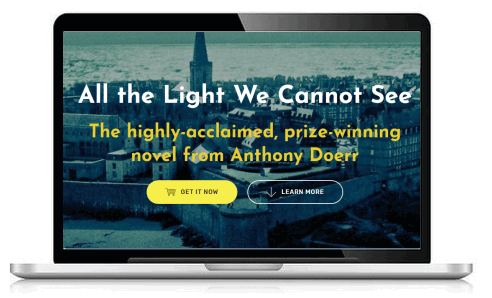 All the Light We Cannot See
The highly-acclaimed, prize-winning
novel from Anthony Doerr
GET IT NOW
LEARN MORE